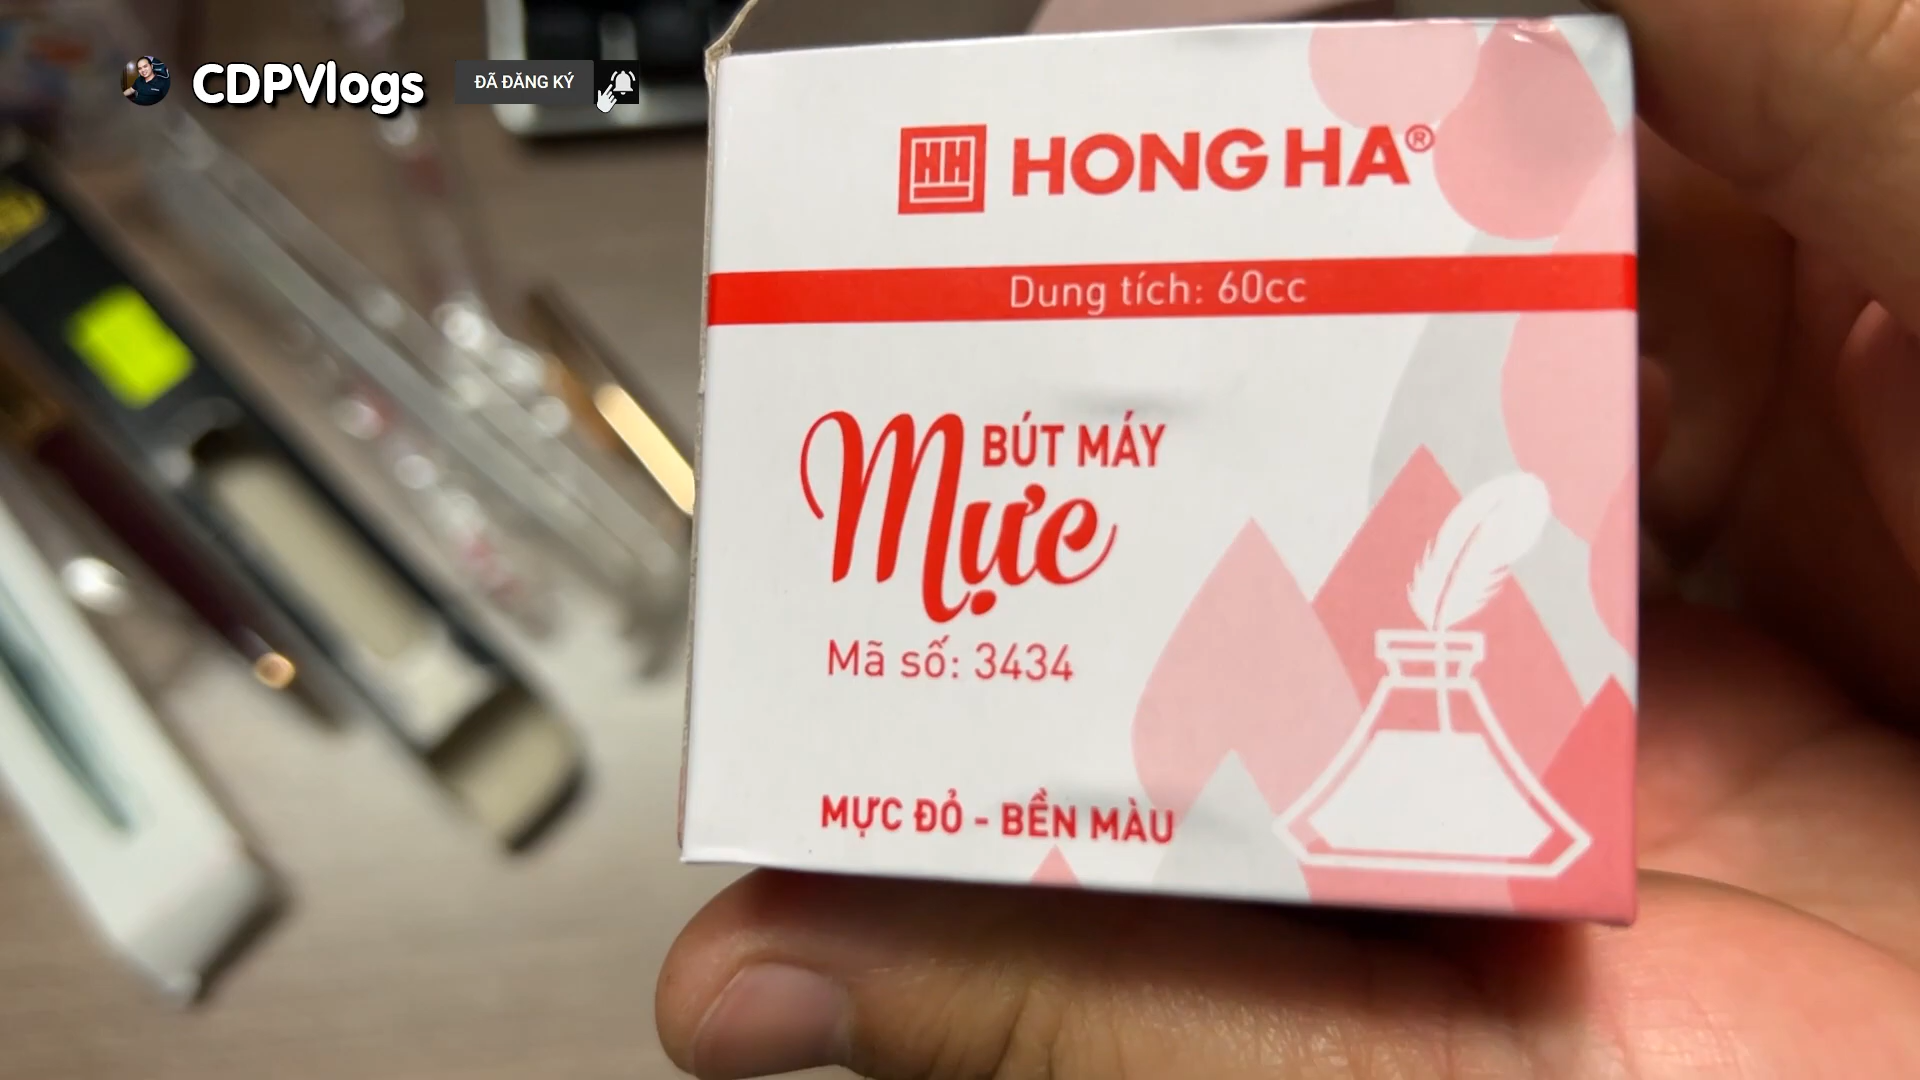 CDPVlogs
ĐÃ ĐĂNG KÝ
HH
HONG HA®
Dung tích: 60cc
BÚT MÁY
Mực
Mã số: 3434
MỰC ĐỎ - BỀN MÀU